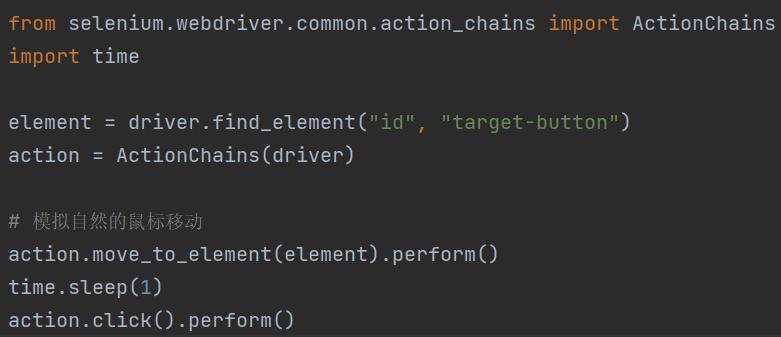 from selenium.webdriver.common.action_chains import ActionChains
import time
element = driver.find_element("id", "target-button")
action = ActionChains(driver)
# 模拟自然的鼠标移动
action.move_to_element(element).perform()
time.sleep(1)
action.click().perform()